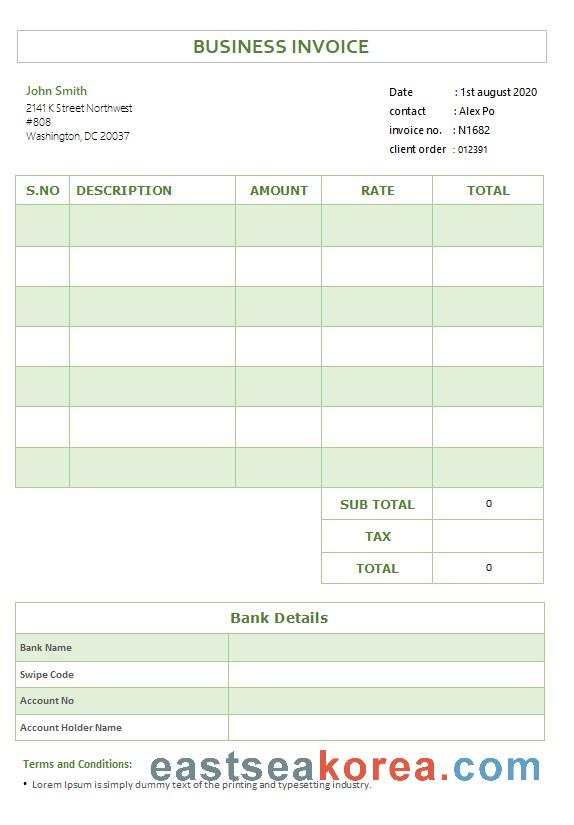 BUSINESS INVOICE
John Smith
2141 K Street Northwest
#808
Washington, DC 20037
Date : 1st august 2020
contact : Alex Po
invoice no. : N1682
client order : 012391
S.NO DESCRIPTION AMOUNT RATE TOTAL
SUB TOTAL 0
TAX
TOTAL 0
Bank Details
Bank Name
Swipe Code
Account No
Account Holder Name
Terms and Conditions:
eastseakorea.com
• Lorem Ipsum is simply dummy text of the printing and typesetting industry.